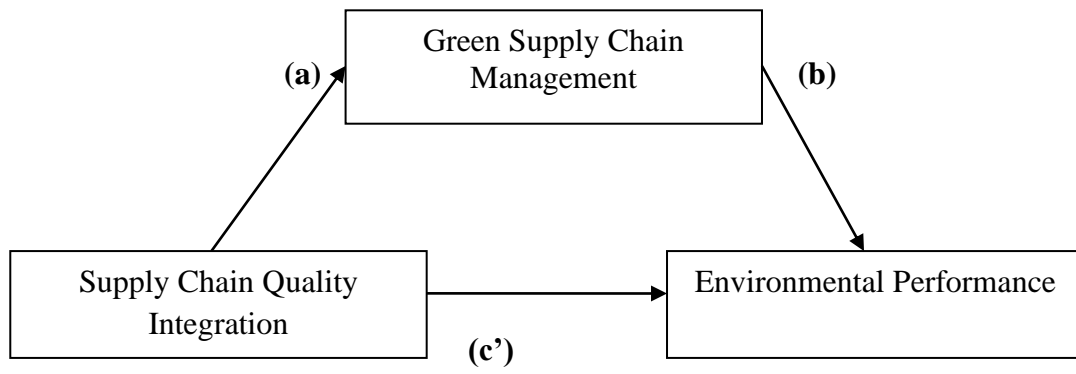 Green Supply Chain
Management
(a)
(b)
Supply Chain Quality
Integration
Environmental Performance
(c’)